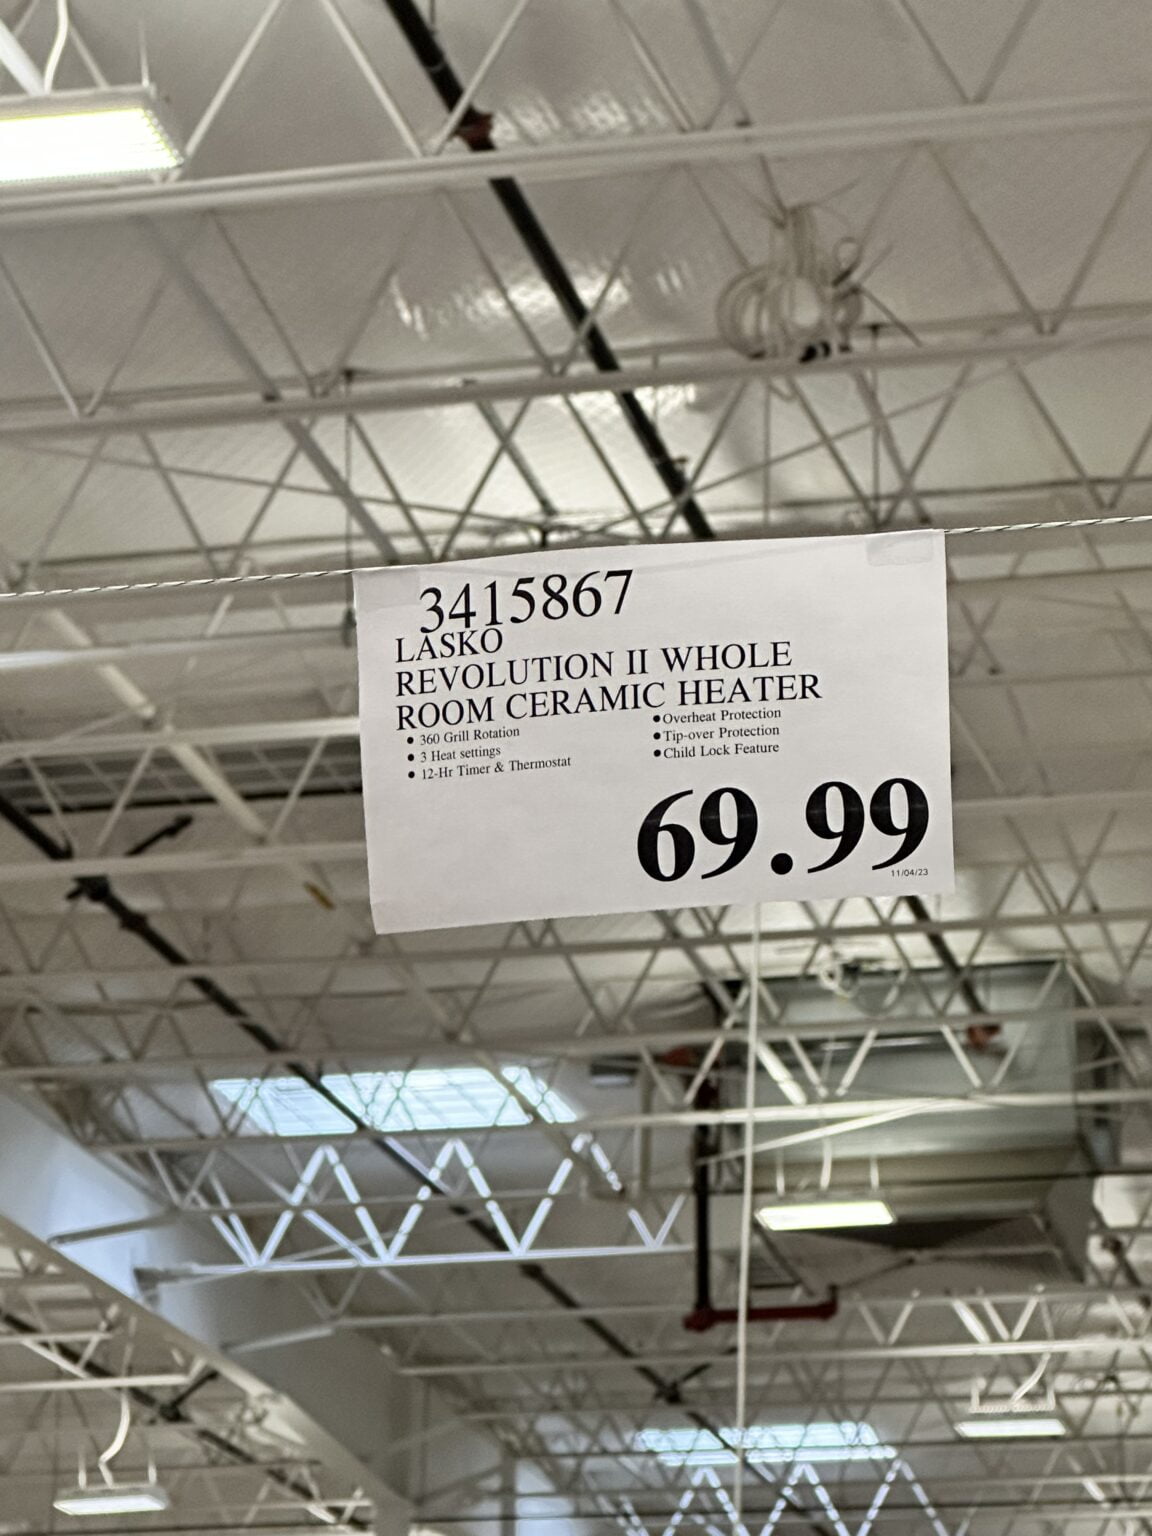 3415867
LASKO
REVOLUTION II WHOLE
ROOM CERAMIC HEATER
● 360 Grill Rotation
● 3 Heat settings
● 12-Hr Timer & Thermostat
● Overheat Protection
● Tip-over Protection
● Child Lock Feature
69.99
11/04/23